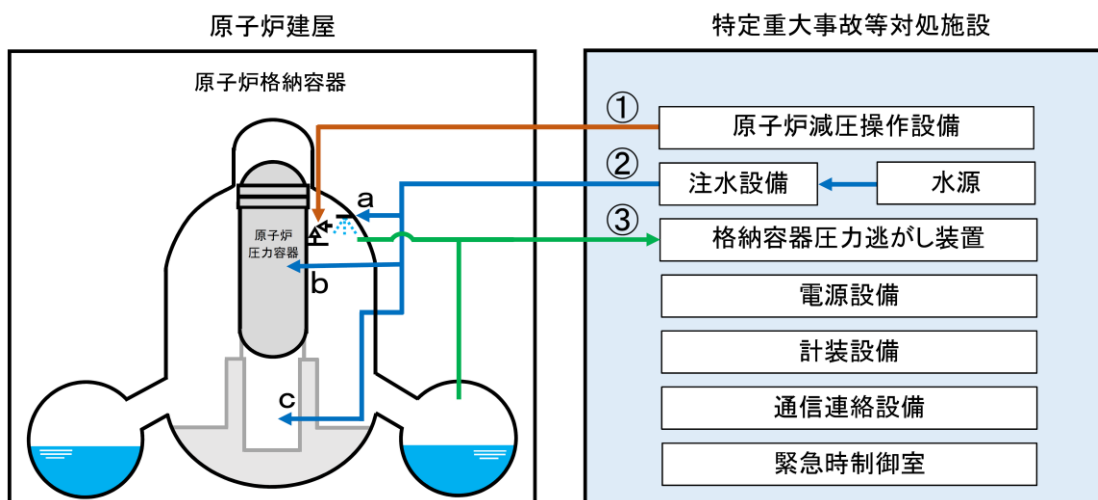 原子炉建屋
原子炉格納容器
原子炉
圧力容器
a
b
c
特定重大事故等対処施設
①
原子炉減圧操作設備
②
注水設備
水源
③
格納容器圧力逃がし装置
電源設備
計装設備
通信連絡設備
緊急時制御室